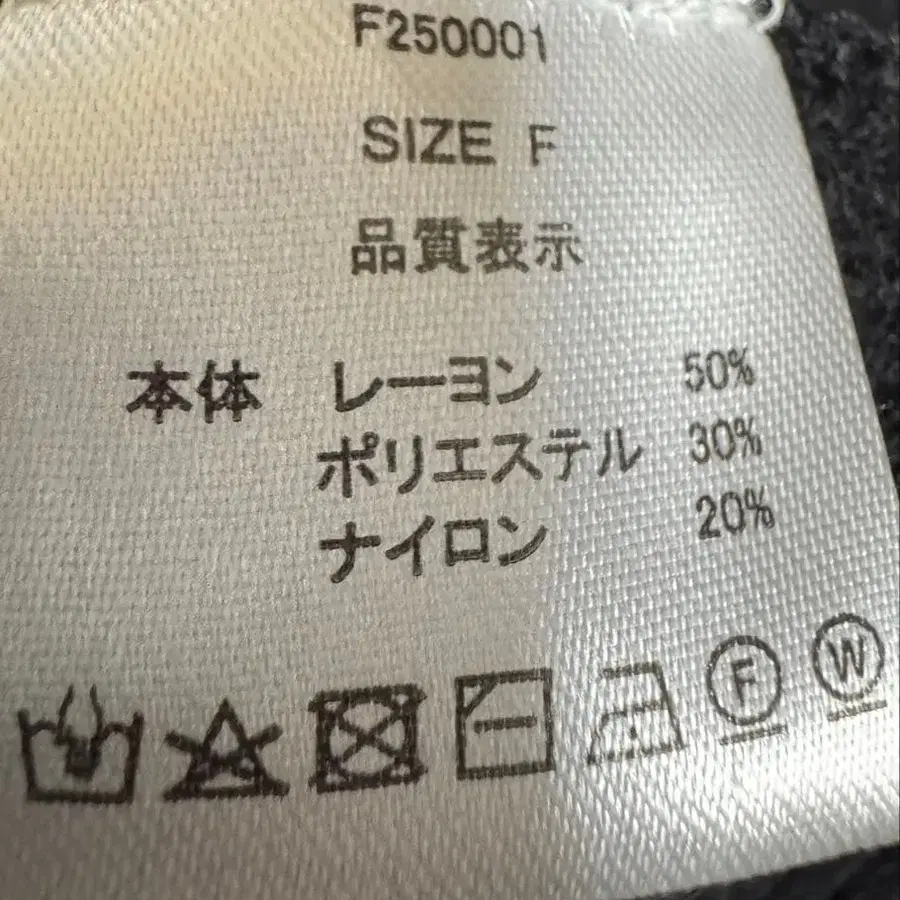 F250001
SIZE F
品質表示
本体 レーヨン 50%
ポリエステル 30%
ナイロン 20%
F W